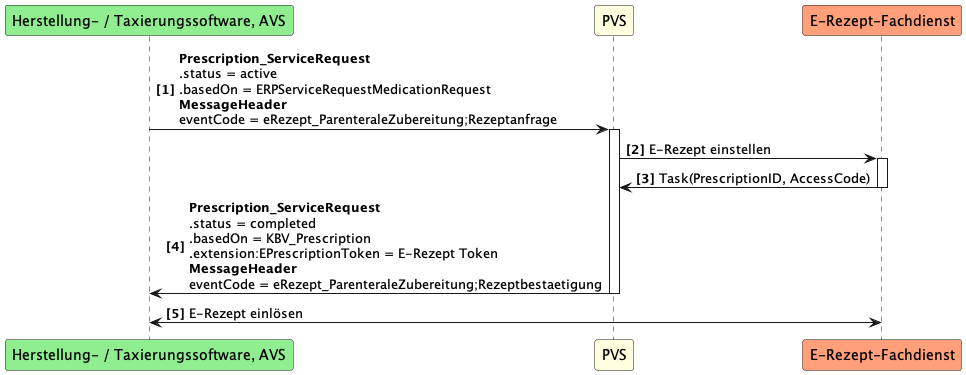 Herstellung- / Taxierungssoftware, AVS
PVS
E-Rezept-Fachdienst
Prescription_ServiceRequest
.status = active
[1] .basedOn = ERPServiceRequestMedicationRequest
MessageHeader
eventCode = eRezept_ParenteraleZubereitung;Rezeptanfrage
[2] E-Rezept einstellen
[3] Task(PrescriptionID, AccessCode)
Prescription_ServiceRequest
.status = completed
.basedOn = KBV_Prescription
[4] .extension:EPrescriptionToken = E-Rezept Token
MessageHeader
eventCode = eRezept_ParenteraleZubereitung;Rezeptbestaetigung
[5] E-Rezept einlösen
Herstellung- / Taxierungssoftware, AVS
PVS
E-Rezept-Fachdienst